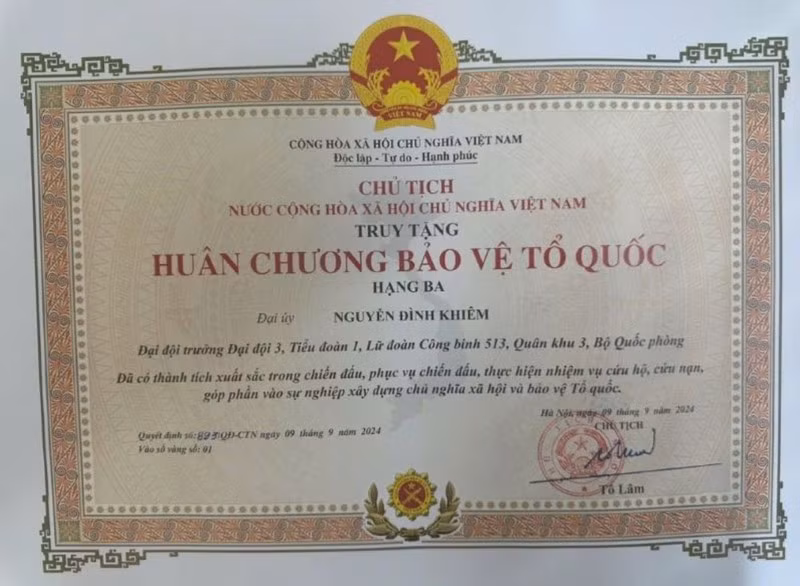 VIỆT NAM
CỘNG HÒA XÃ HỘI CHỦ NGHĨA VIỆT NAM
Độc lập - Tự do - Hạnh phúc
CHỦ TỊCH
NƯỚC CỘNG HÒA XÃ HỘI CHỦ NGHĨA VIỆT NAM
TRUY TẶNG
HUÂN CHƯƠNG BẢO VỆ TỔ QUỐC
HẠNG BA
Đại úy NGUYỄN ĐÌNH KHIÊM
Đại đội trưởng Đại đội 3, Tiểu đoàn 1, Lữ đoàn Công binh 513, Quân khu 3, Bộ Quốc phòng
Đã có thành tích xuất sắc trong chiến đấu, phục vụ chiến đấu, thực hiện nhiệm vụ cứu hộ, cứu nạn,
góp phần vào sự nghiệp xây dựng chủ nghĩa xã hội và bảo vệ Tổ quốc.
Hà Nội, ngày 09 tháng 9 năm 2024
CHỦ TỊCH
Quyết định số: QĐ-CTN ngày 09 tháng 9 năm 2024
Vào sổ vàng số: 01
Tô Lâm